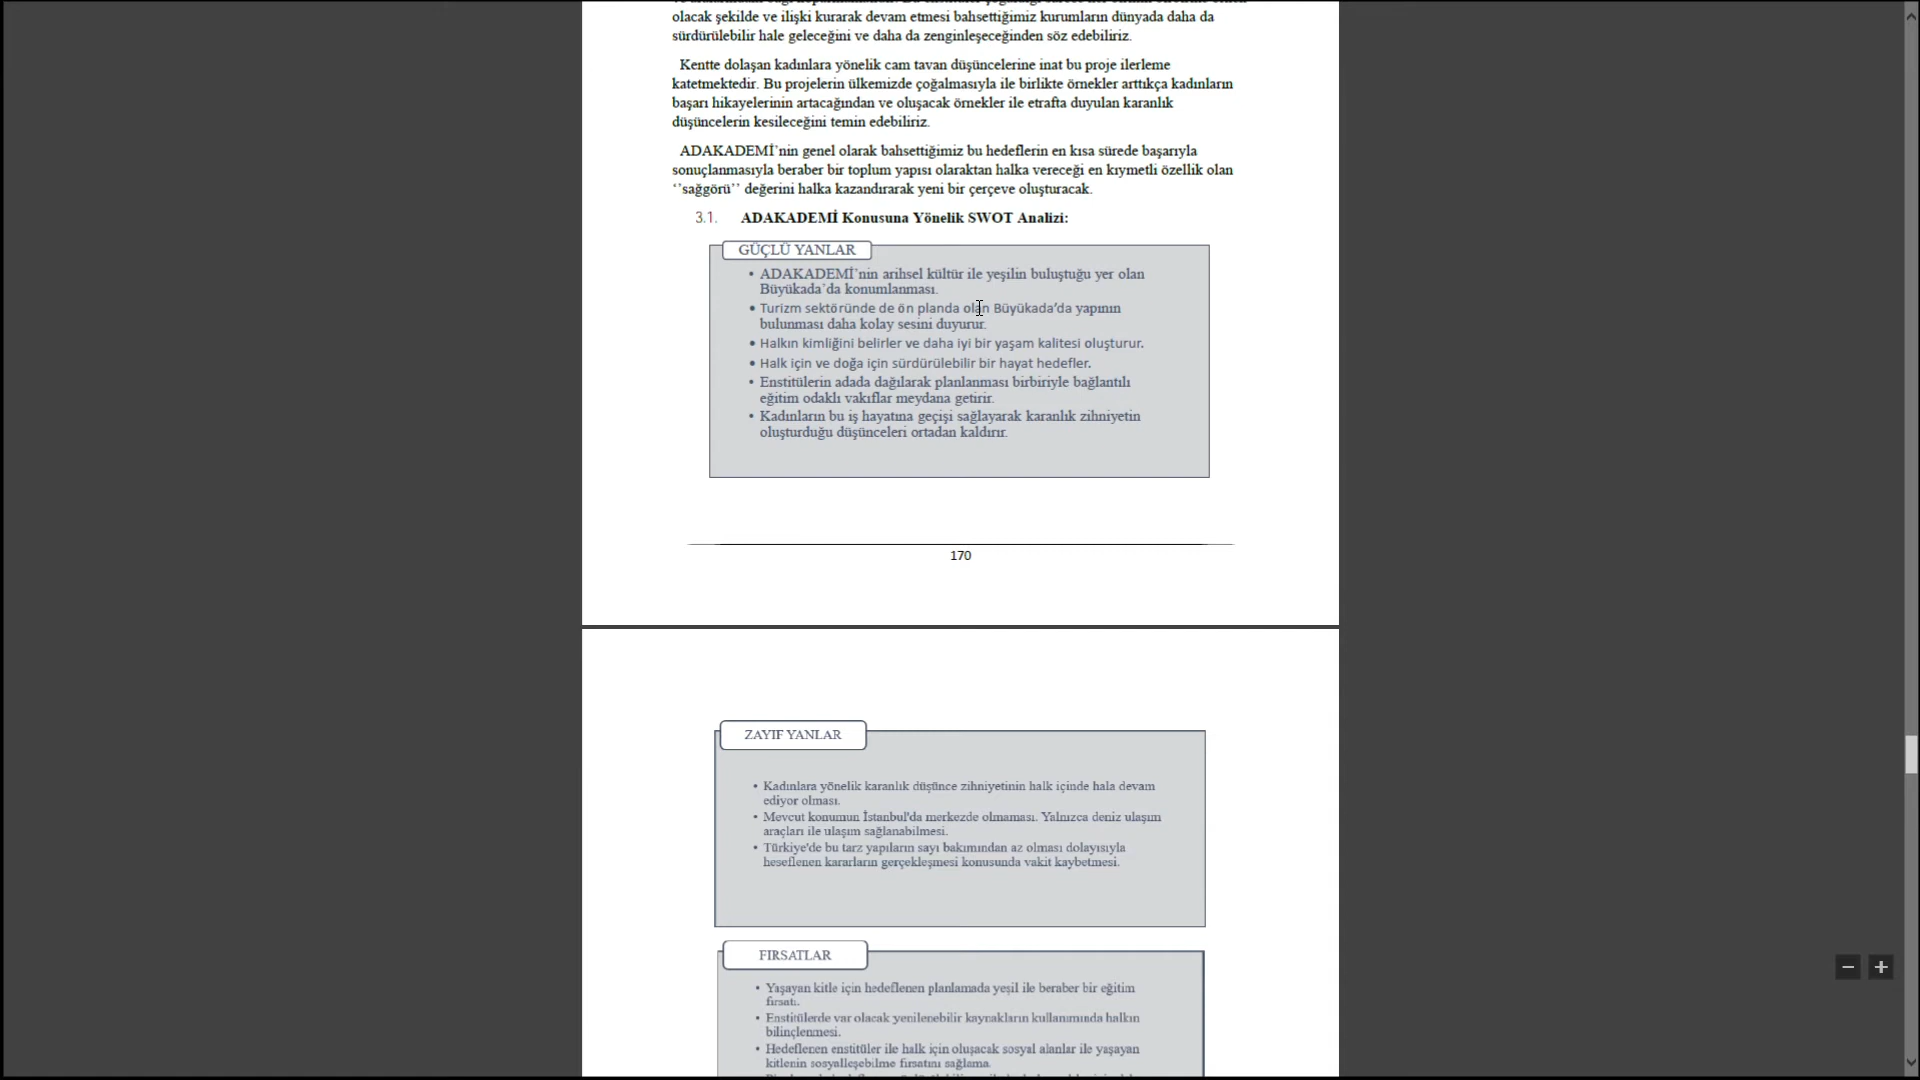 olacak şekilde ve ilişki kurarak devam etmesi bahsettiğimiz kurumların dünyada daha da
sürdürülebilir hale geleceğini ve daha da zenginleşeceğinden söz edebiliriz.
Kentte dolaşan kadınlara yönelik cam tavan düşüncelerine inat bu proje ilerleme
katetmektedir. Bu projelerin ülkemizde çoğalmasıyla ile birlikte örnekler arttıkça kadınların
başarı hikayelerinin artacağından ve oluşacak örnekler ile etrafta duyulan karanlık
düşüncelerin kesileceğini temin edebiliriz.
ADAKADEMİ'nin genel olarak bahsettiğimiz bu hedeflerin en kısa sürede başarıyla
sonuçlanmasıyla beraber bir toplum yapısı olaraktan halka vereceği en kıymetli özellik olan
‘’sağgörü’’ değerini halka kazandırarak yeni bir çerçeve oluşturacak.
3.1. ADAKADEMİ Konusuna Yönelik SWOT Analizi:
GÜÇLÜ YANLAR
• ADAKADEMİ'nin arihsel kültür ile yeşilin buluştuğu yer olan
Büyükada'da konumlanması.
• Turizm sektöründe de ön planda olan Büyükada'da yapının
bulunması daha kolay sesini duyurur.
• Halkın kimliğini belirler ve daha iyi bir yaşam kalitesi oluşturur.
• Halk için ve doğa için sürdürülebilir bir hayat hedefler.
• Enstitülerin adada dağılarak planlanması birbiriyle bağlantılı
eğitim odaklı vakıflar meydana getirir.
• Kadınların bu iş hayatına geçişi sağlayarak karanlık zihniyetin
oluşturduğu düşünceleri ortadan kaldırır.
170
ZAYIF YANLAR
• Kadınlara yönelik karanlık düşünce zihniyetinin halk içinde hala devam
ediyor olması.
• Mevcut konumun İstanbul'da merkezde olmaması. Yalnızca deniz ulaşım
araçları ile ulaşım sağlanabilmesi.
• Türkiye'de bu tarz yapıların sayı bakımından az olması dolayısıyla
heseflenen kararların gerçekleşmesi konusunda vakit kaybetmesi.
FIRSATLAR
• Yaşayan kitle için hedeflenen planlamada yeşil ile beraber bir eğitim
fırsatı.
• Enstitülerde var olacak yenilenebilir kaynakların kullanımında halkın
bilinçlenmesi.
• Hedeflenen enstitüler ile halk için oluşacak sosyal alanlar ile yaşayan
kitlenin sosyalleşebilme fırsatını sağlama.